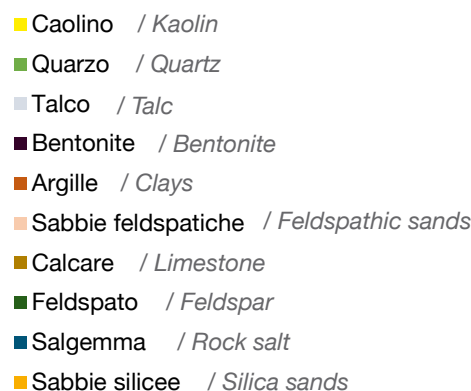 Caolino / Kaolin
Quarzo / Quartz
Talco / Talc
Bentonite / Bentonite
Argille / Clays
Sabbie feldspatiche / Feldspathic sands
Calcare / Limestone
Feldspato / Feldspar
Salgemma / Rock salt
Sabbie silicee / Silica sands